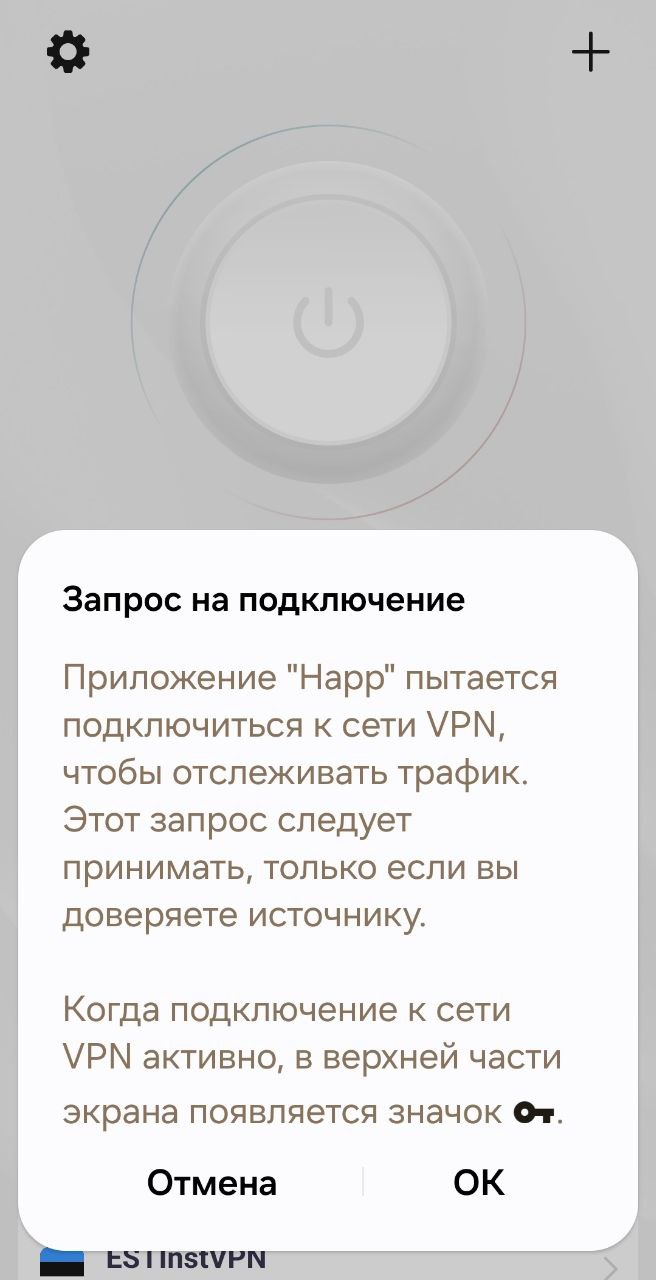 Запрос на подключение
Приложение "Happ" пытается
подключиться к сети VPN,
чтобы отслеживать трафик.
Этот запрос следует
принимать, только если вы
доверяете источнику.
Когда подключение к сети
VPN активно, в верхней части
экрана появляется значок .
Отмена
ОК
ESTInstVPN